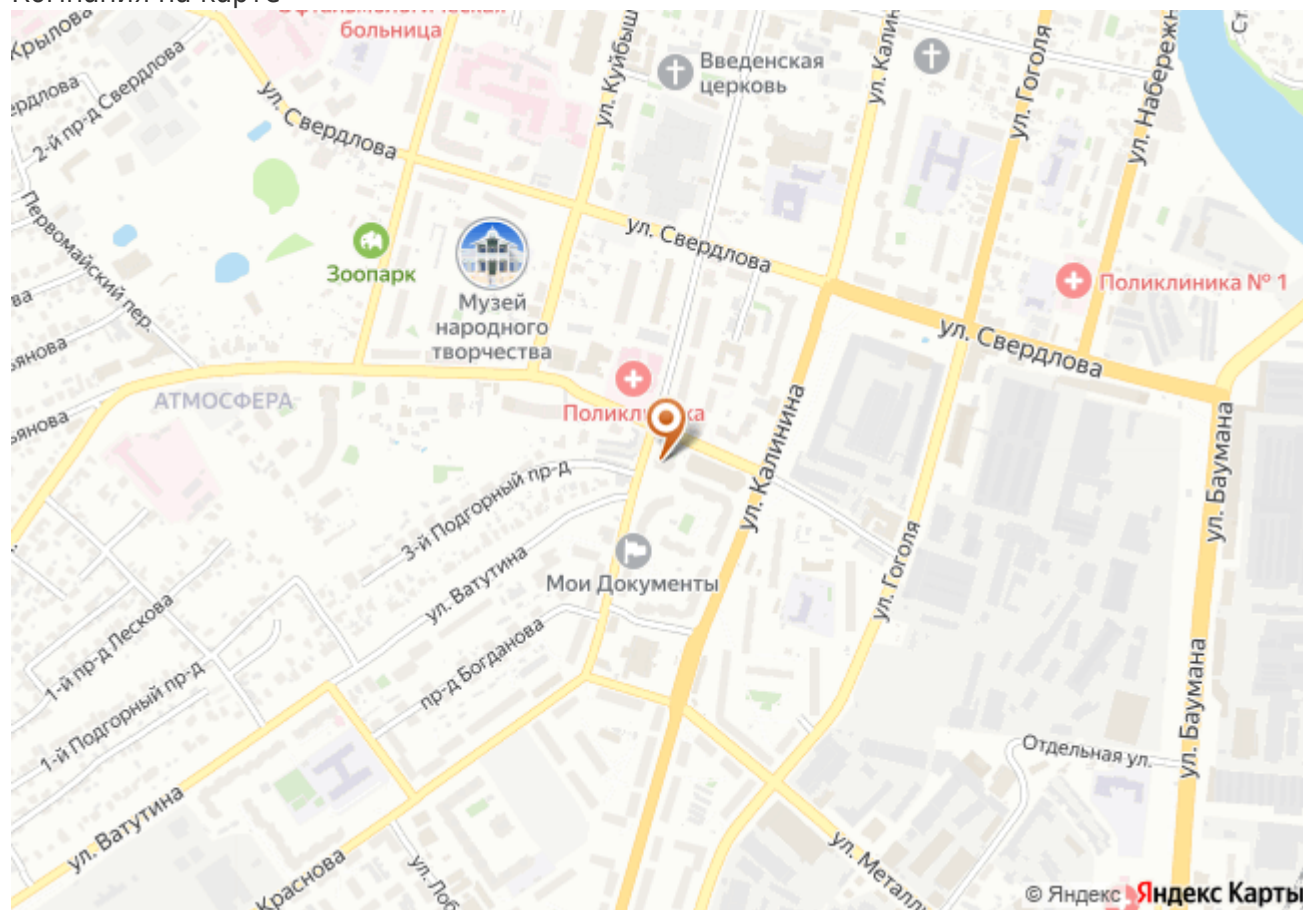 больница
Крылова
2-й пр-д Свердлова
ул. Свердлова
ул. Куйбыш
Введенская
церковь
ул. Калин
ул. Гоголя
ул. Набережн
Первомайский пер.
Зоопарк
Музей
народного
творчества
ул. Свердлова
Поликлиника № 1
ул. Свердлова
АТМОСФЕРА
ул. Калинина
ул. Баумана
3-й Подгорный пр-д
ул. Ватутина
Мои Документы
ул. Гоголя
1-й пр-д Лескова
пр-д Богданова
1-й Подгорный пр-д
ул. Баумана
Отдельная ул.
ул. Ватутина
Краснова
ул. Лоб
ул. Металл
© Яндекс Яндекс Карты